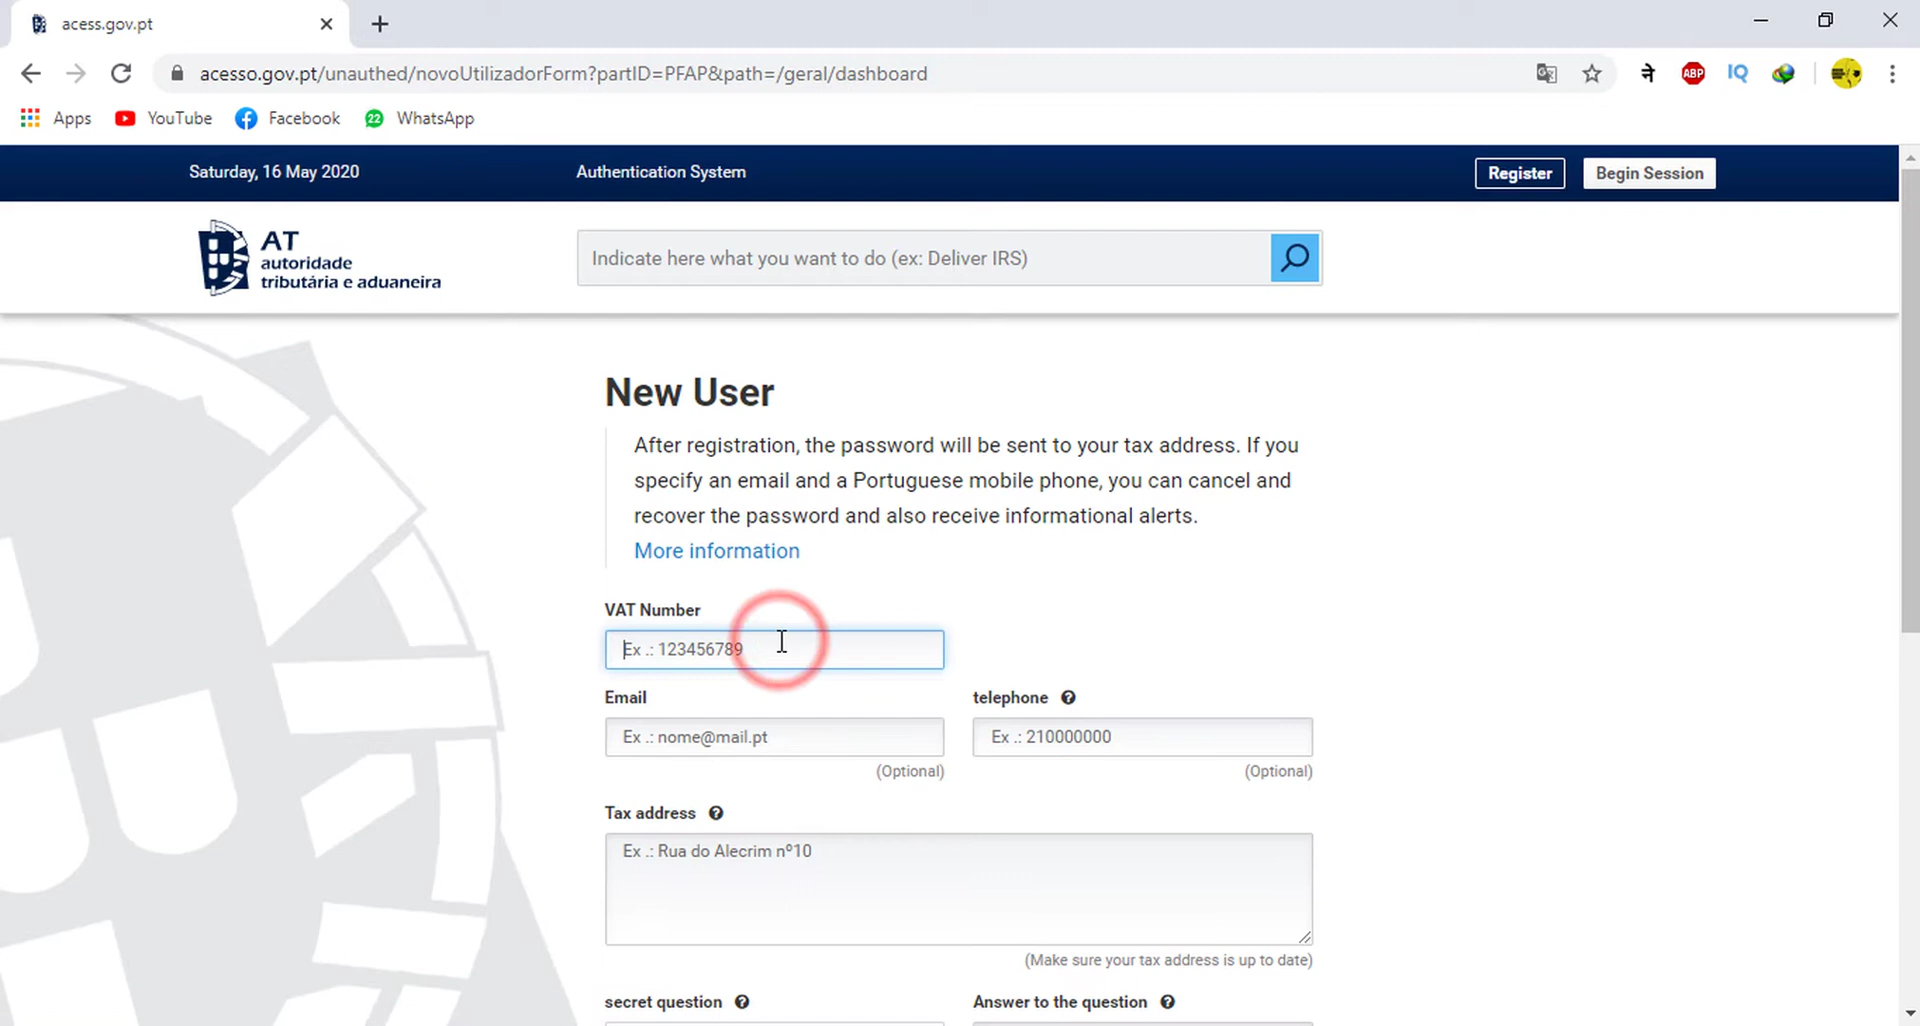 acess.gov.pt
acesso.gov.pt/unauthed/novoUtilizadorForm?partID=PFAP&path=/geral/dashboard
ने
ABP
IQ
Apps
YouTube
Facebook
22
WhatsApp
Saturday, 16 May 2020
Authentication System
Register
Begin Session
AT
autoridade
tributária e aduaneira
Indicate here what you want to do (ex: Deliver IRS)
New User
After registration, the password will be sent to your tax address. If you
specify an email and a Portuguese mobile phone, you can cancel and
recover the password and also receive informational alerts.
More information
VAT Number
Ex .: 123456789
Email
telephone
Ex .: nome@mail.pt
Ex .: 210000000
(Optional)
(Optional)
Tax address
Ex .: Rua do Alecrim nº10
(Make sure your tax address is up to date)
secret question
Answer to the question